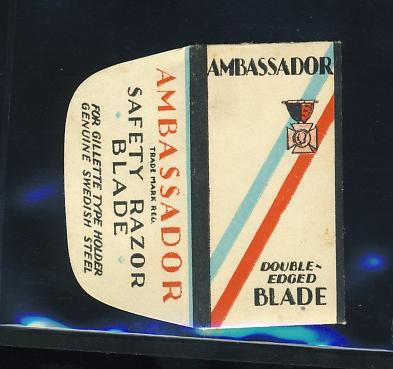 AMBASSADOR
TRADE MARK REG.
SAFETY RAZOR
BLADE
FOR GILLETTE TYPE HOLDER
GENUINE SWEDISH STEEL
AMBASSADOR
DOUBLE-
EDGED
BLADE